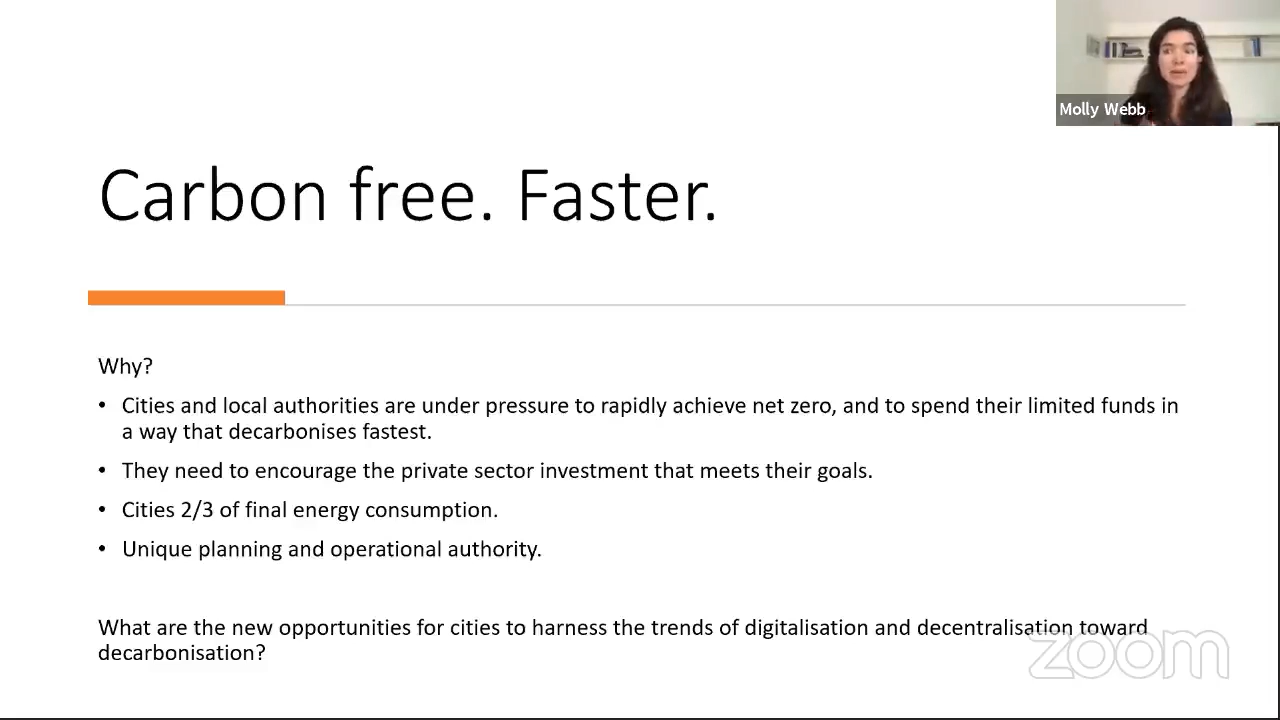 Molly Webb
Carbon free. Faster.
Why?
• Cities and local authorities are under pressure to rapidly achieve net zero, and to spend their limited funds in
a way that decarbonises fastest.
• They need to encourage the private sector investment that meets their goals.
• Cities 2/3 of final energy consumption.
• Unique planning and operational authority.
What are the new opportunities for cities to harness the trends of digitalisation and decentralisation toward
decarbonisation?
zoom